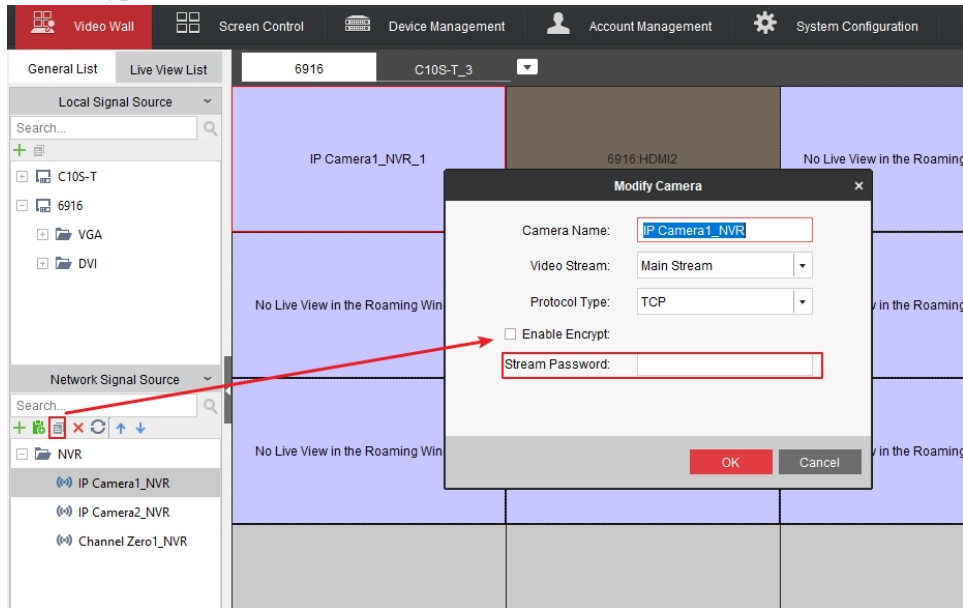 Video Wall
Screen Control
Device Management
Account Management
System Configuration
General List
Live View List
6916
C10S-T_3
Local Signal Source
Search...
C10S-T
6916
VGA
DVI
Network Signal Source
Search...
NVR
IP Camera1_NVR
IP Camera2_NVR
Channel Zero1_NVR
IP Camera1_NVR_1
6916:HDMI2
No Live View in the Roaming
No Live View in the Roaming Win
in the Roaming
No Live View in the Roaming Win
in the Roaming
Modify Camera
Camera Name: IP Camera1_NVR
Video Stream: Main Stream
Protocol Type: TCP
Enable Encrypt:
Stream Password:
OK
Cancel